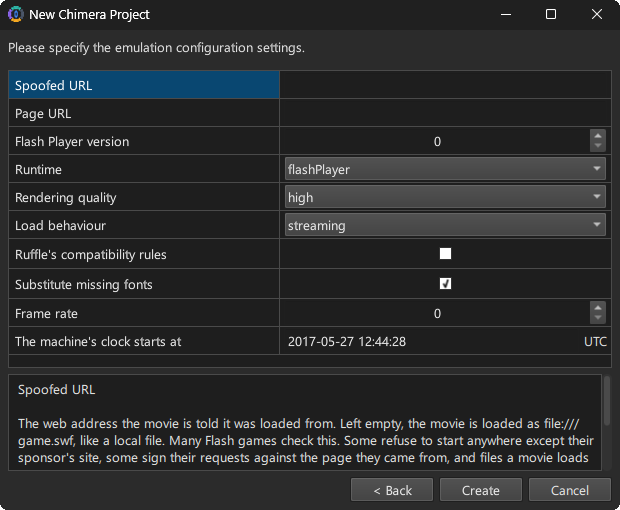 New Chimera Project
Please specify the emulation configuration settings.
Spoofed URL
Page URL
Flash Player version 0
Runtime flashPlayer
Rendering quality high
Load behaviour streaming
Ruffle's compatibility rules
Substitute missing fonts
Frame rate 0
The machine's clock starts at 2017-05-27 12:44:28 UTC
Spoofed URL
The web address the movie is told it was loaded from. Left empty, the movie is loaded as file:///
game.swf, like a local file. Many Flash games check this. Some refuse to start anywhere except their
sponsor's site, some sign their requests against the page they came from, and files a movie loads
< Back Create Cancel